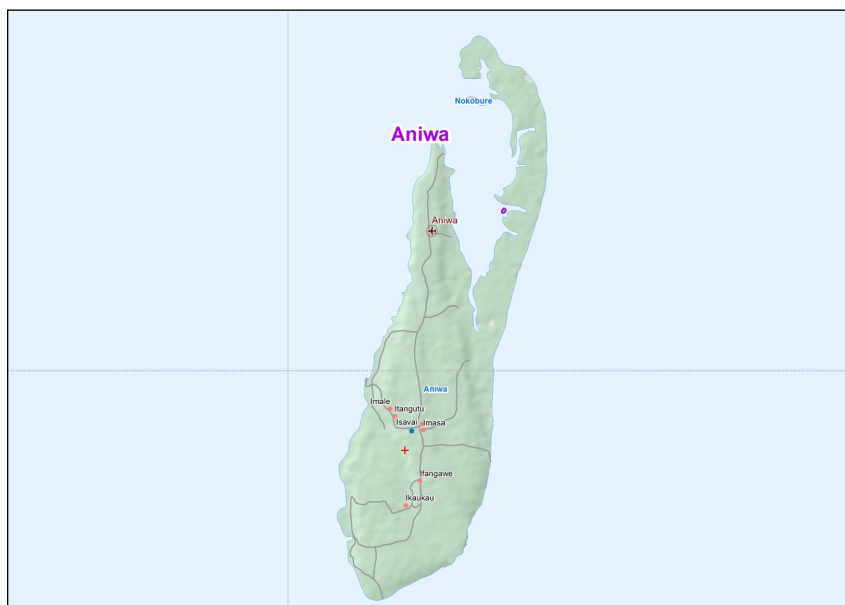 Nokobure
Aniwa
Aniwa
Aniwa
Imale
Itangutu
Isavai
Imasa
Ifangawe
Ikaukau